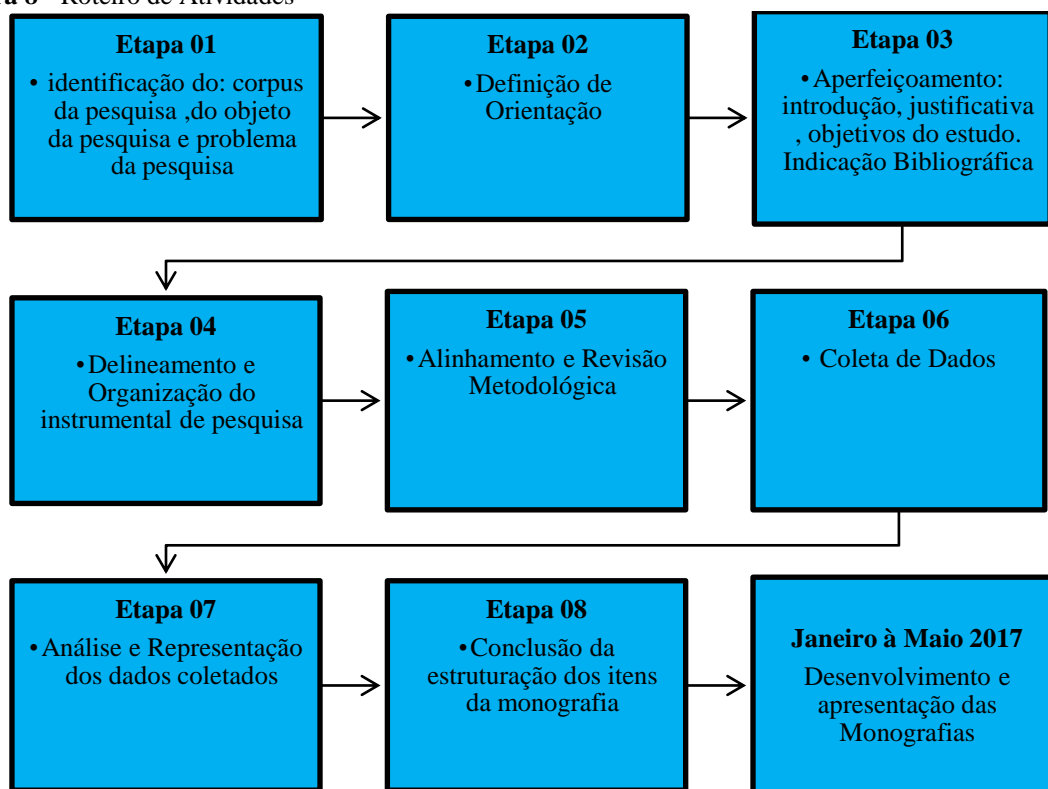 Roteiro de Atividades
Etapa 01
• identificação do: corpus
da pesquisa ,do objeto
da pesquisa e problema
da pesquisa
Etapa 02
•Definição de
Orientação
Etapa 03
•Aperfeiçoamento:
introdução, justificativa
, objetivos do estudo.
Indicação Bibliográfica
Etapa 04
•Delineamento e
Organização do
instrumental de pesquisa
Etapa 05
•Alinhamento e Revisão
Metodológica
Etapa 06
• Coleta de Dados
Etapa 07
•Análise e Representação
dos dados coletados
Etapa 08
•Conclusão da
estruturação dos itens
da monografia
Janeiro à Maio 2017
Desenvolvimento e
apresentação das
Monografias